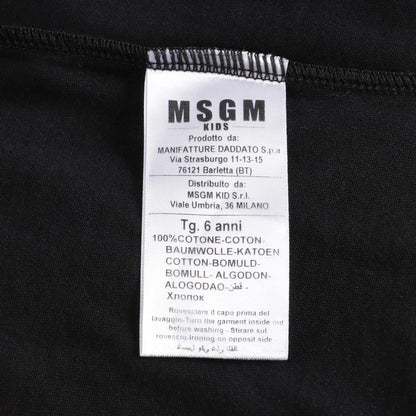 MSGM
KIDS
Prodotto da:
MANIFATTURE DADDATO S.p.a
Via Strasburgo 11-13-15
76121 Barletta (BT)
Distribuito da:
MSGM KID S.r.l.
Viale Umbria, 36 MILANO
Tg. 6 anni
100%COTONE-COTON-
BAUMWOLLE-KATOEN
COTTON-BOMULD-
BOMULL- ALGODON-
ALOGODAO- قطن-
Хлопок
Rovesciare il capo prima del
lavaggio-Turn the garment inside out
before washing - Stirare sul
rovescio-Ironing on opposit side -